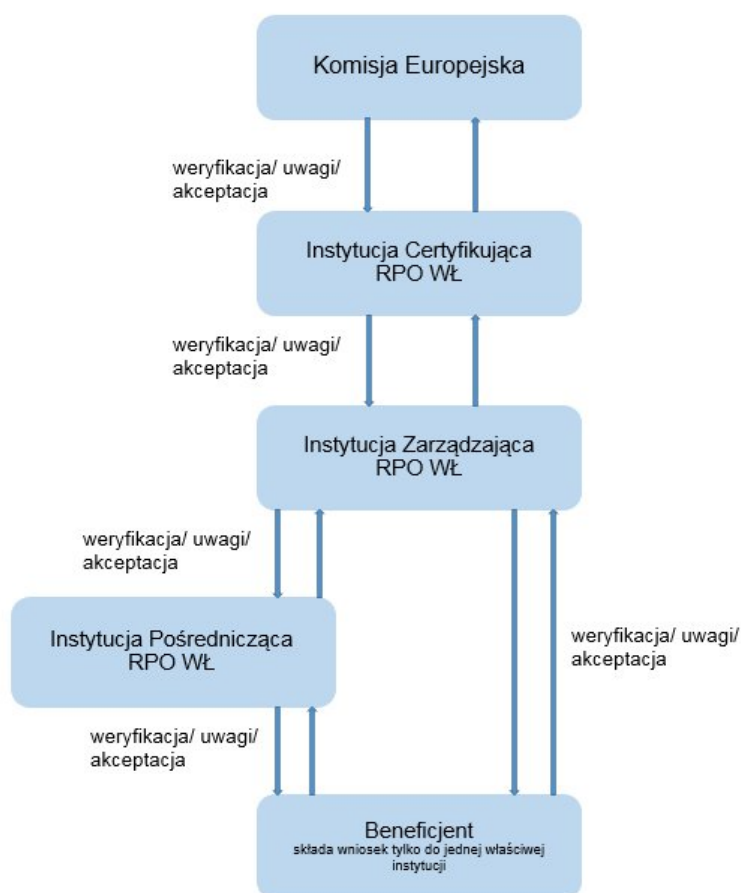 Komisja Europejska
weryfikacja/ uwagi/
akceptacja
Instytucja Certyfikująca
RPO WŁ
weryfikacja/ uwagi/
akceptacja
Instytucja Zarządzająca
RPO WŁ
weryfikacja/ uwagi/
akceptacja
Instytucja Pośrednicząca
RPO WŁ
weryfikacja/ uwagi/
akceptacja
weryfikacja/ uwagi/
akceptacja
Beneficjent
składa wniosek tylko do jednej właściwej
instytucji